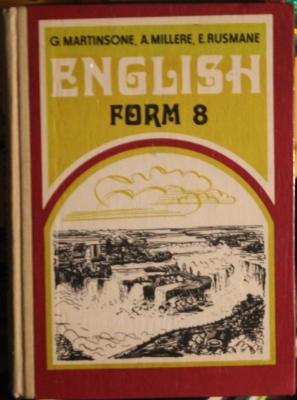 G. MARTINSONE, A. MILLERE, E. RUSMANE
ENGLISH
FORM 8